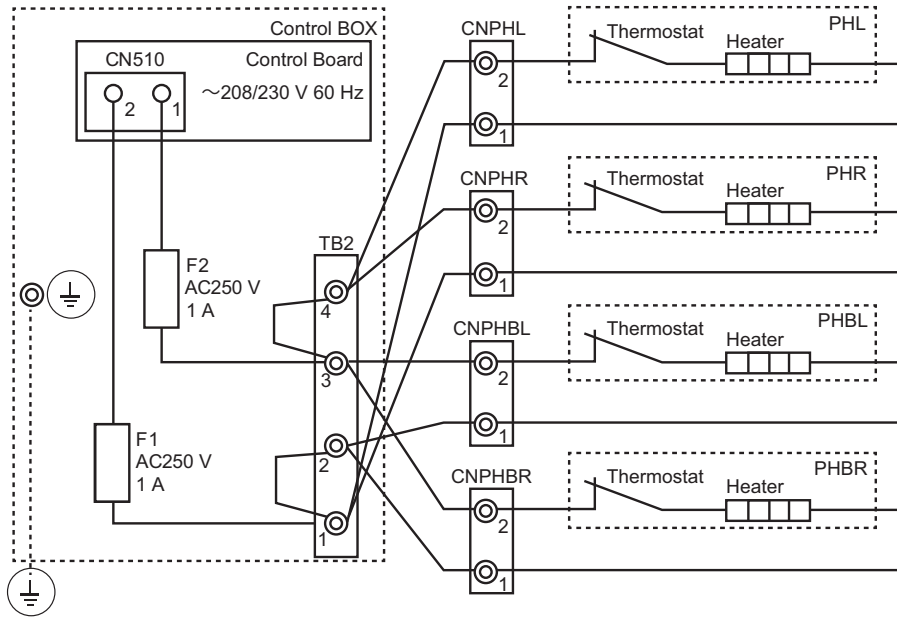 Control BOX
CN510
Control Board
2
1
～208/230 V 60 Hz
F2
AC250 V
1 A
F1
AC250 V
1 A
TB2
4
3
2
1
CNPHL
2
1
Thermostat
Heater
PHL
CNPHR
2
1
Thermostat
Heater
PHR
CNPHBL
2
1
Thermostat
Heater
PHBL
CNPHBR
2
1
Thermostat
Heater
PHBR